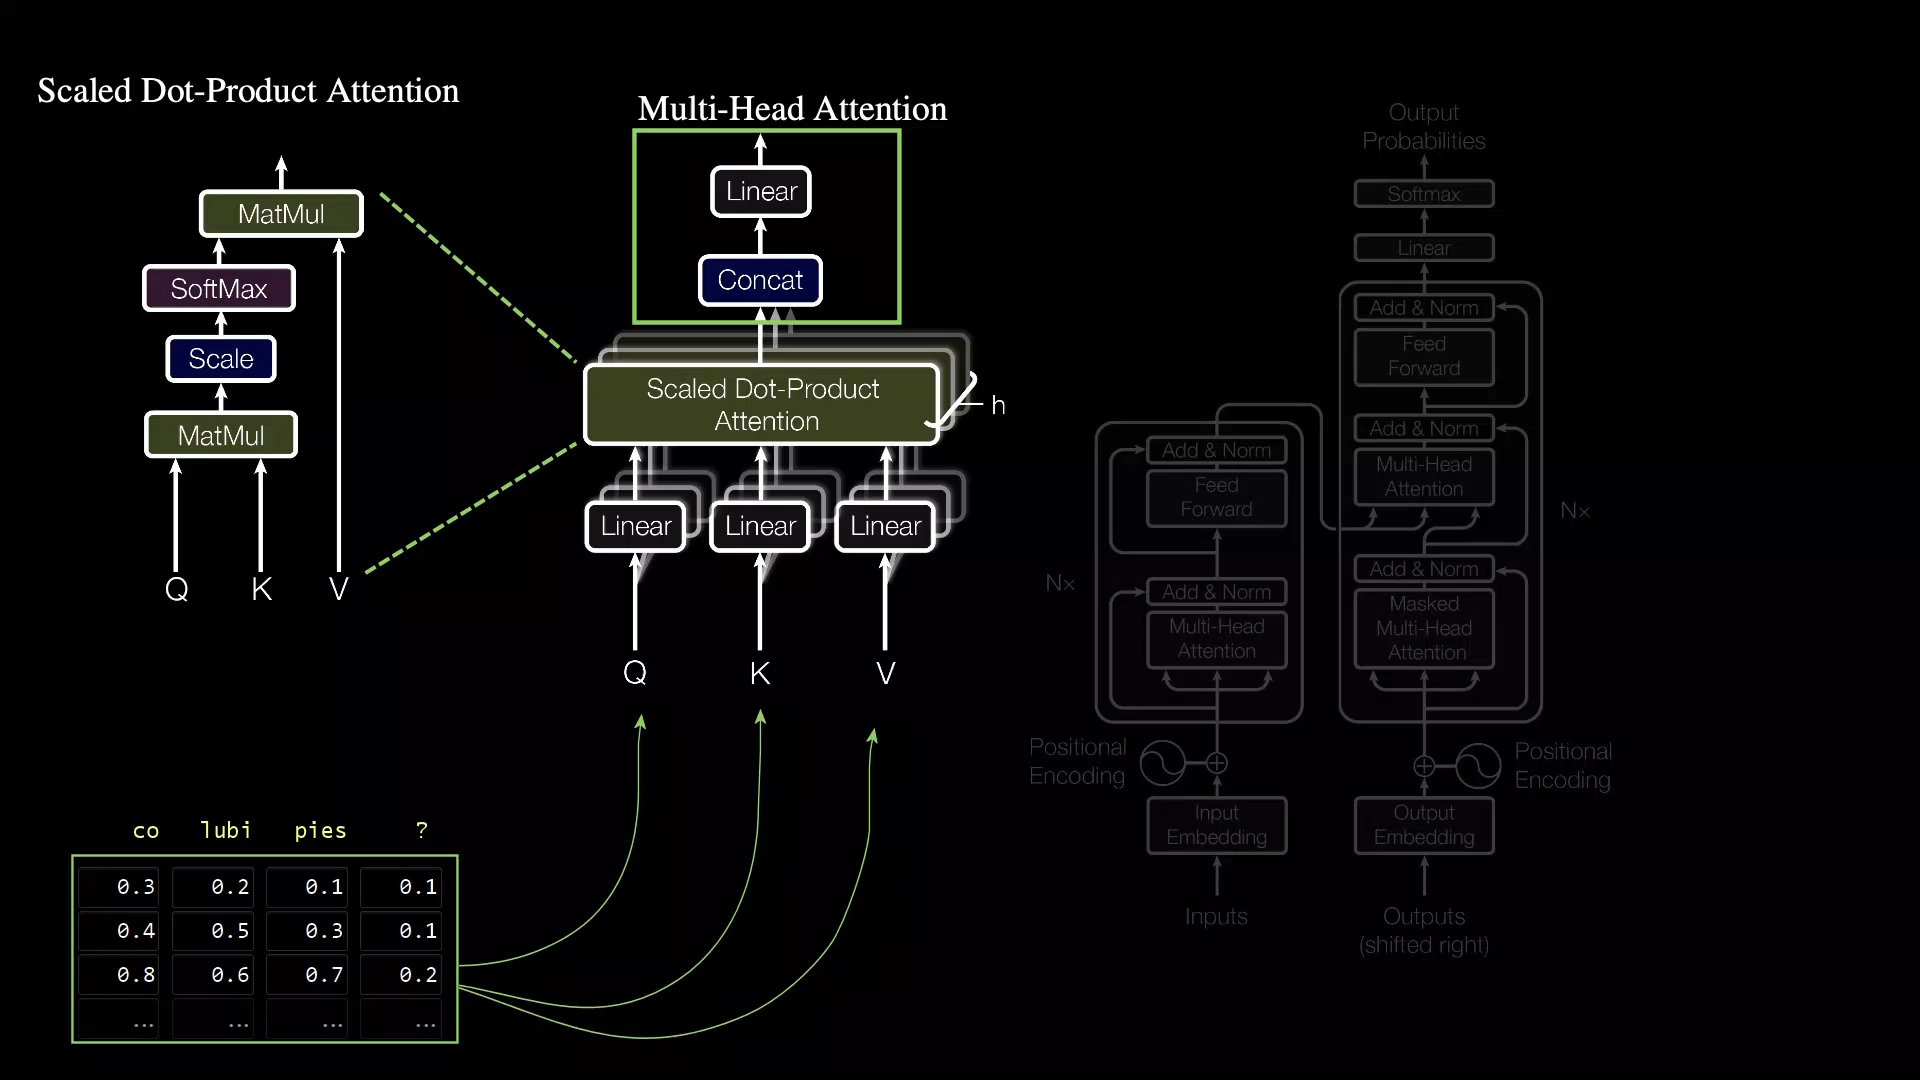 Scaled Dot-Product Attention
MatMul
SoftMax
Scale
MatMul
Q K V
Multi-Head Attention
Linear
Concat
Scaled Dot-Product
Attention
h
Linear Linear Linear
Q K V
co lubi pies ?
0.3 0.2 0.1 0.1
0.4 0.5 0.3 0.1
0.8 0.6 0.7 0.2
... ... ... ...
Output
Probabilities
Softmax
Linear
Add & Norm
Feed
Forward
Add & Norm
Multi-Head
Attention
Nx
Add & Norm
Masked
Multi-Head
Attention
Add & Norm
Feed
Forward
Nx
Add & Norm
Multi-Head
Attention
Positional
Encoding
Positional
Encoding
Input
Embedding
Output
Embedding
Inputs
Outputs
(shifted right)